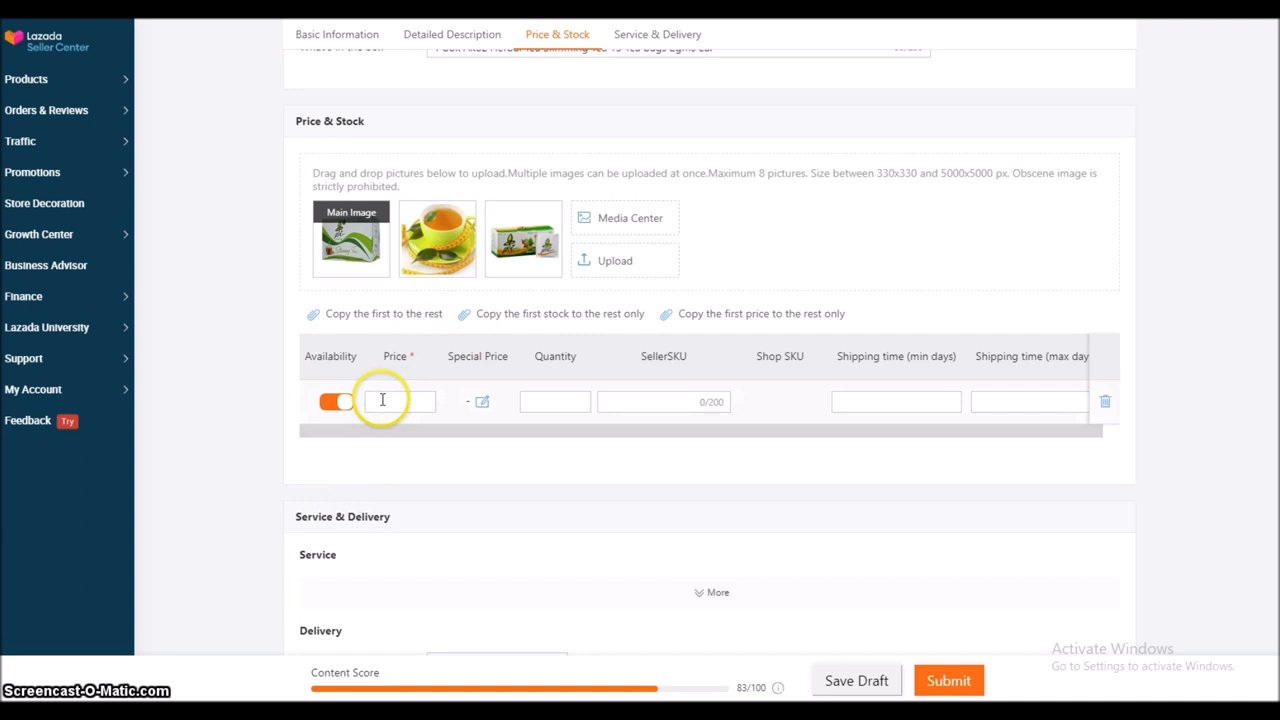 Basic Information
Detailed Description
Price & Stock
Service & Delivery
Lazada
Seller Center
Products
Orders & Reviews
Traffic
Promotions
Store Decoration
Growth Center
Business Advisor
Finance
Lazada University
Support
My Account
Feedback
Try
Price & Stock
Drag and drop pictures below to upload.Multiple images can be uploaded at once.Maximum 8 pictures. Size between 330x330 and 5000x5000 px. Obscene image is
strictly prohibited.
Main Image
Media Center
Upload
Copy the first to the rest
Copy the first stock to the rest only
Copy the first price to the rest only
Availability
Price *
Special Price
Quantity
SellerSKU
Shop SKU
Shipping time (min days)
Shipping time (max day
-
0/200
Service & Delivery
Service
More
Delivery
Content Score
83/100
Save Draft
Submit
Activate Windows
Go to Settings to activate Windows.
Screencast-O-Matic.com